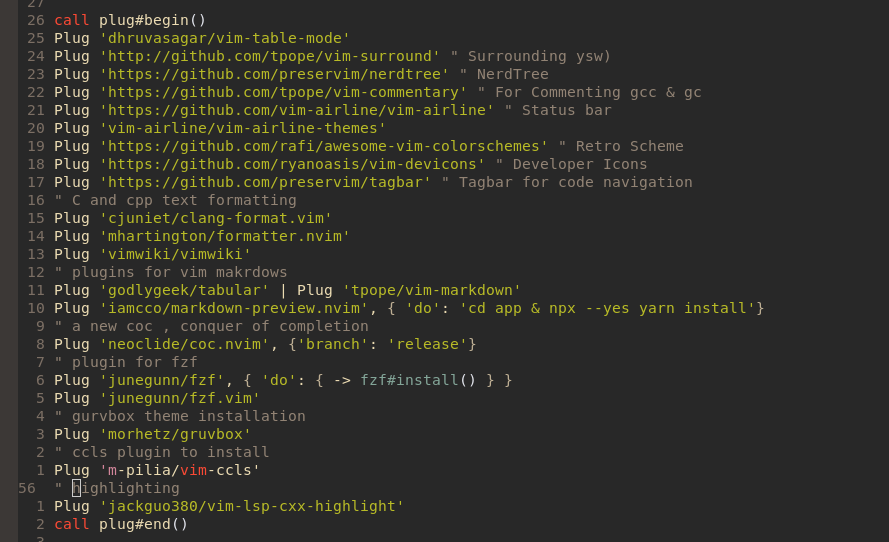 27
26 call plug#begin()
25 Plug 'dhruvasagar/vim-table-mode'
24 Plug 'http://github.com/tpope/vim-surround' " Surrounding ysw)
23 Plug 'https://github.com/preservim/nerdtree' " NerdTree
22 Plug 'https://github.com/tpope/vim-commentary' " For Commenting gcc & gc
21 Plug 'https://github.com/vim-airline/vim-airline' " Status bar
20 Plug 'vim-airline/vim-airline-themes'
19 Plug 'https://github.com/rafi/awesome-vim-colorschemes' " Retro Scheme
18 Plug 'https://github.com/ryanoasis/vim-devicons' " Developer Icons
17 Plug 'https://github.com/preservim/tagbar' " Tagbar for code navigation
16 " C and cpp text formatting
15 Plug 'cjuniet/clang-format.vim'
14 Plug 'mhartington/formatter.nvim'
13 Plug 'vimwiki/vimwiki'
12 " plugins for vim makrdows
11 Plug 'godlygeek/tabular' | Plug 'tpope/vim-markdown'
10 Plug 'iamcco/markdown-preview.nvim', { 'do': 'cd app & npx --yes yarn install'}
9 " a new coc , conquer of completion
8 Plug 'neoclide/coc.nvim', {'branch': 'release'}
7 " plugin for fzf
6 Plug 'junegunn/fzf', { 'do': { -> fzf#install() } }
5 Plug 'junegunn/fzf.vim'
4 " gurvbox theme installation
3 Plug 'morhetz/gruvbox'
2 " ccls plugin to install
1 Plug 'm-pilia/vim-ccls'
56 " highlighting
1 Plug 'jackguo380/vim-lsp-cxx-highlight'
2 call plug#end()
3